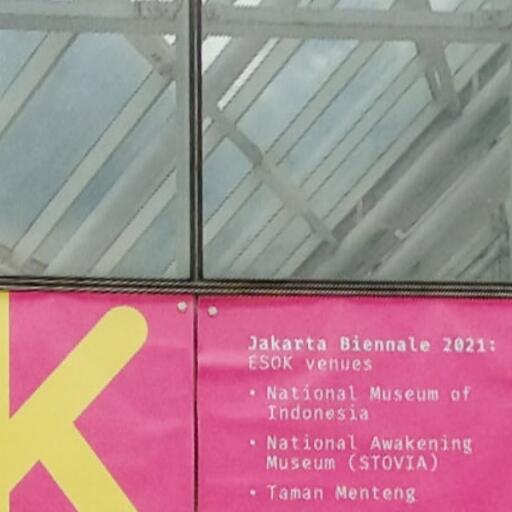 K
Jakarta Biennale 2021:
ESOK venues
• National Museum of
Indonesia
• National Awakening
Museum (STOVIA)
• Taman Menteng